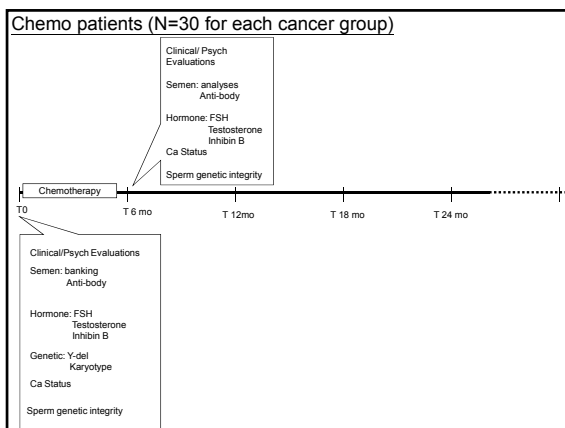 Chemo patients (N=30 for each cancer group)
Clinical/ Psych
Evaluations
Semen: analyses
Anti-body
Hormone: FSH
Testosterone
Inhibin B
Ca Status
Sperm genetic integrity
Chemotherapy
T0
T 6 mo
T 12mo
T 18 mo
T 24 mo
Clinical/Psych Evaluations
Semen: banking
Anti-body
Hormone: FSH
Testosterone
Inhibin B
Genetic: Y-del
Karyotype
Ca Status
Sperm genetic integrity